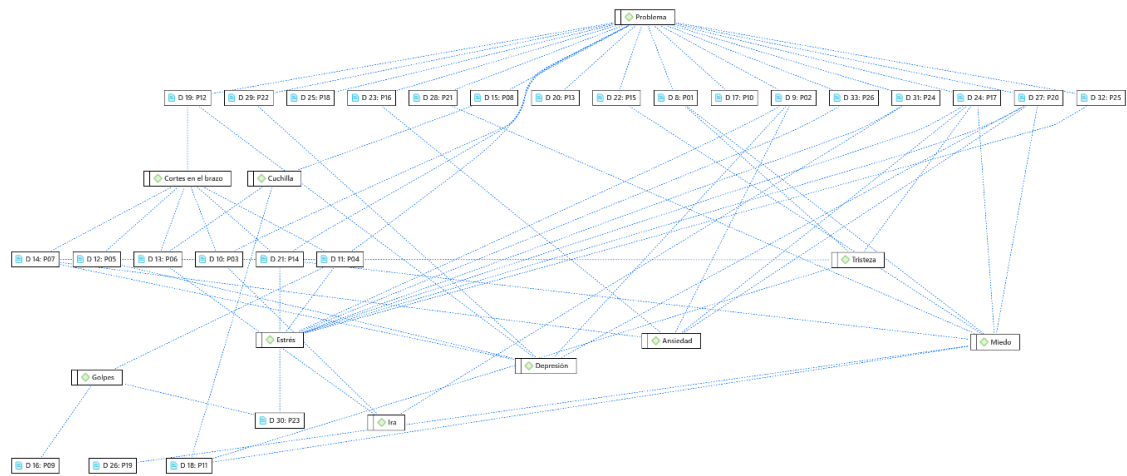 Problema
D 19: P12
D 29: P22
D 25: P18
D 23: P16
D 28: P21
D 15: P08
D 20: P13
D 22: P15
D 8: P01
D 17: P10
D 9: P02
D 33: P26
D 31: P24
D 24: P17
D 27: P20
D 32: P25
Cortes en el brazo
Cuchilla
D 14: P07
D 12: P05
D 13: P06
D 10: P03
D 21: P14
D 11: P04
Tristeza
Estrés
Ansiedad
Miedo
Depresión
Golpes
D 30: P23
Ira
D 16: P09
D 26: P19
D 18: P11